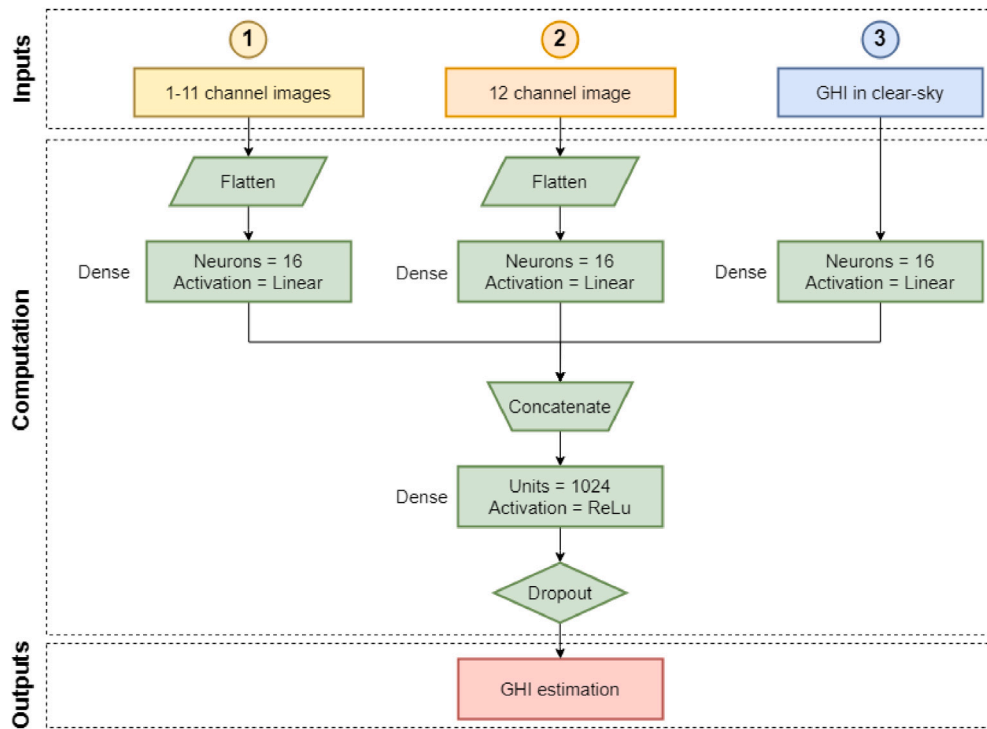 Inputs
1
2
3
1-11 channel images
12 channel image
GHI in clear-sky
Computation
Flatten
Flatten
Dense
Neurons = 16
Activation = Linear
Dense
Neurons = 16
Activation = Linear
Dense
Neurons = 16
Activation = Linear
Concatenate
Dense
Units = 1024
Activation = ReLu
Dropout
Outputs
GHI estimation